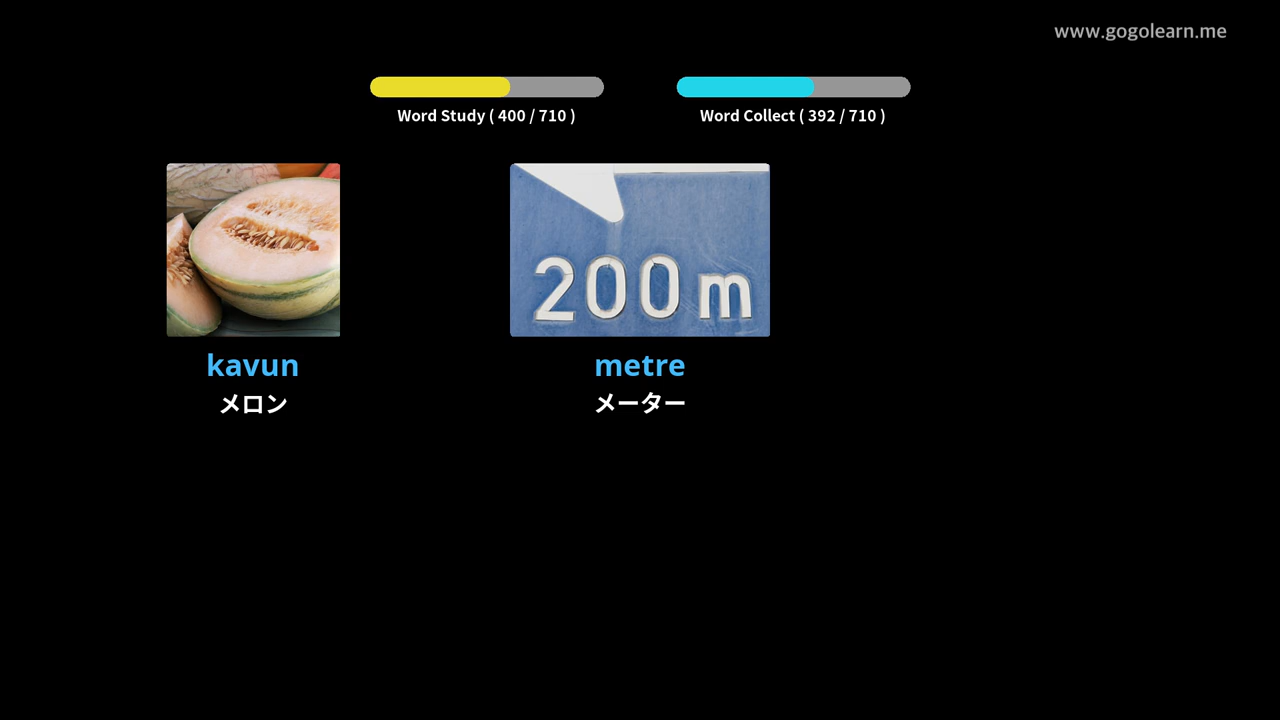 www.gogolearn.me
Word Study ( 400 / 710 )
Word Collect ( 392 / 710 )
200 m
kavun
メロン
metre
メーター